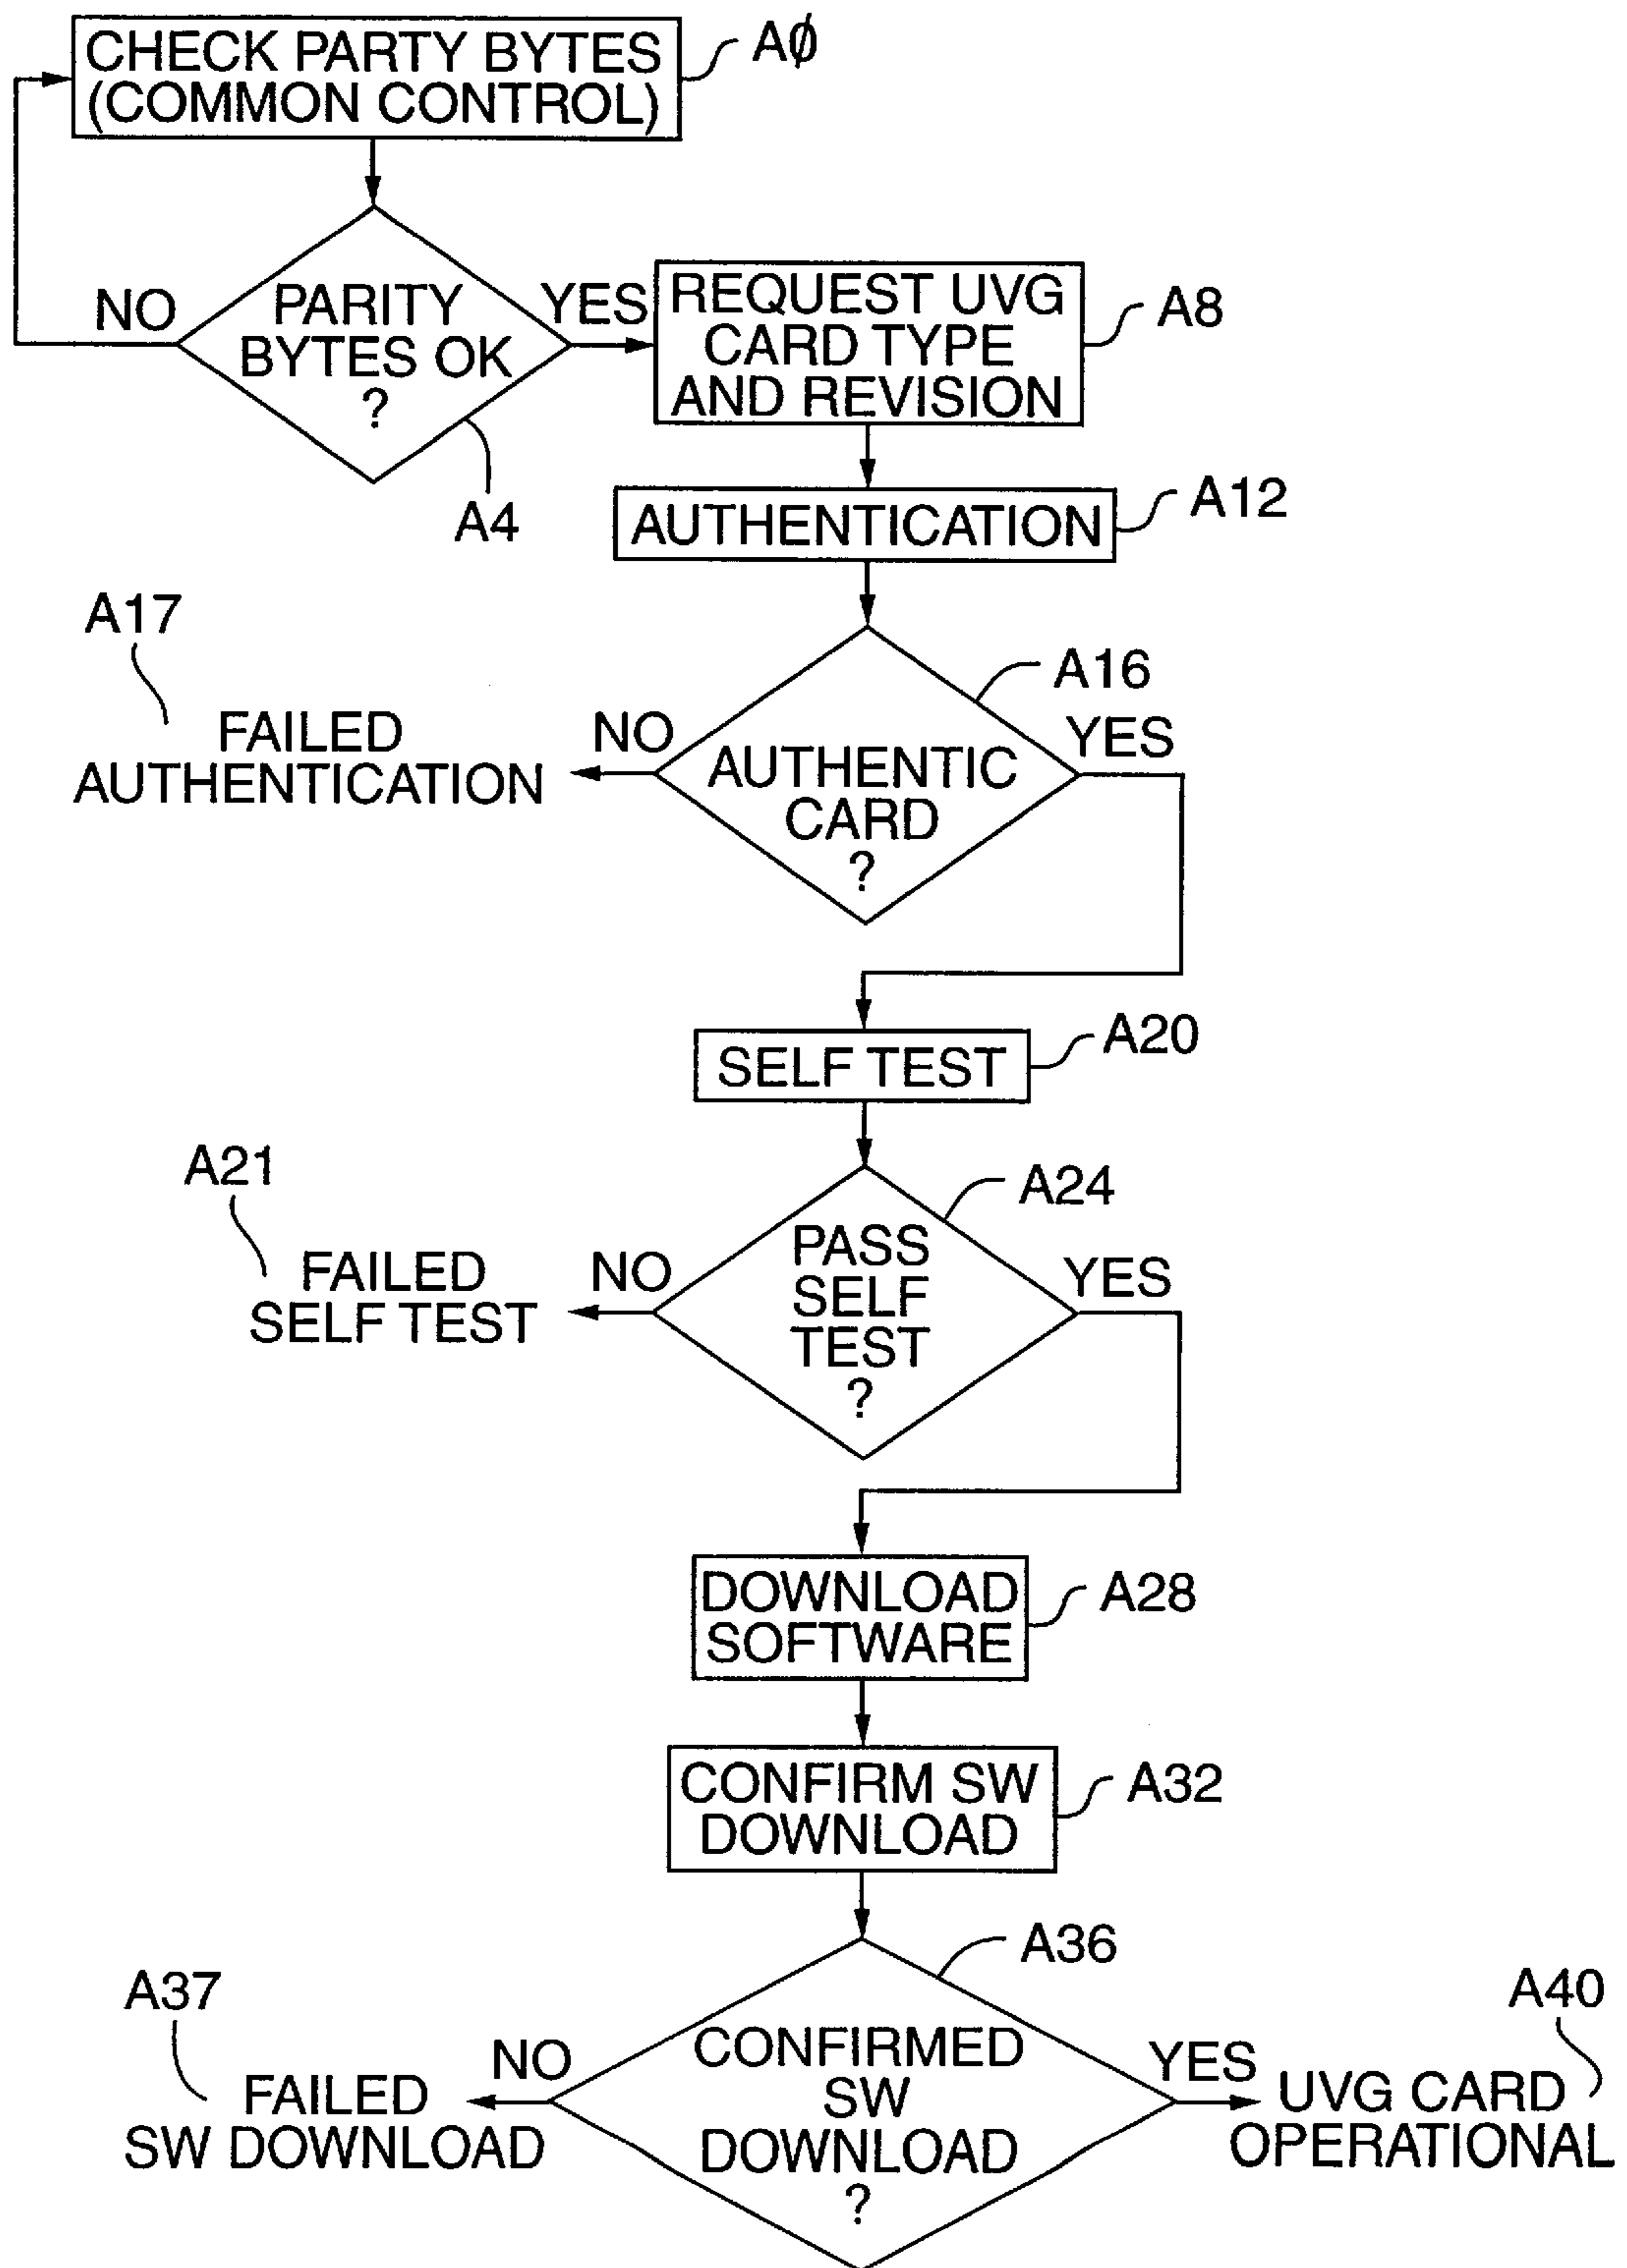 CHECK PARTY BYTES
(COMMON CONTROL)
AØ
NO
PARITY
BYTES OK
?
YES
A4
REQUEST UVG
CARD TYPE
AND REVISION
A8
AUTHENTICATION
A12
A17
FAILED
AUTHENTICATION
NO
AUTHENTIC
CARD
?
A16
YES
SELF TEST
A20
A21
FAILED
SELF TEST
NO
PASS
SELF
TEST
?
A24
YES
DOWNLOAD
SOFTWARE
A28
CONFIRM SW
DOWNLOAD
A32
A37
FAILED
SW DOWNLOAD
NO
CONFIRMED
SW
DOWNLOAD
?
A36
YES
A40
UVG CARD
OPERATIONAL